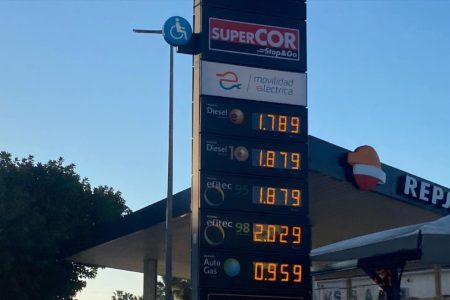 SUPERCOR
Stop&Go
movilidad
eléctrica
Diesel e 1.789
Diesel 10 1.879
efitec 95 1.879
efitec 98 2.029
Auto
Gas 0.959
REPS